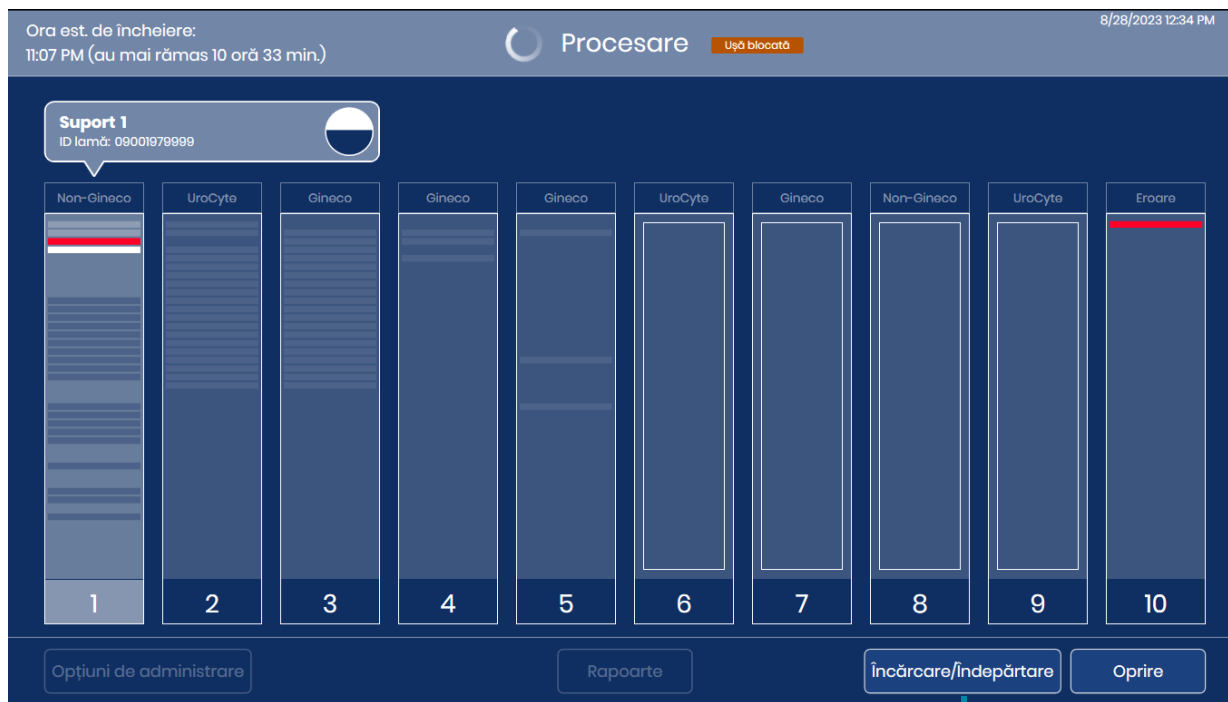 Ora est. de încheiere:
11:07 PM (au mai rămas 10 oră 33 min.)
Procesare
Ușă blocată
8/28/2023 12:34 PM
Suport 1
ID lamă: 09001979999
Non-Gineco UroCyte Gineco Gineco Gineco UroCyte Gineco Non-Gineco UroCyte Eroare
1 2 3 4 5 6 7 8 9 10
Opțiuni de administrare Rapoarte Încărcare/Îndepărtare Oprire